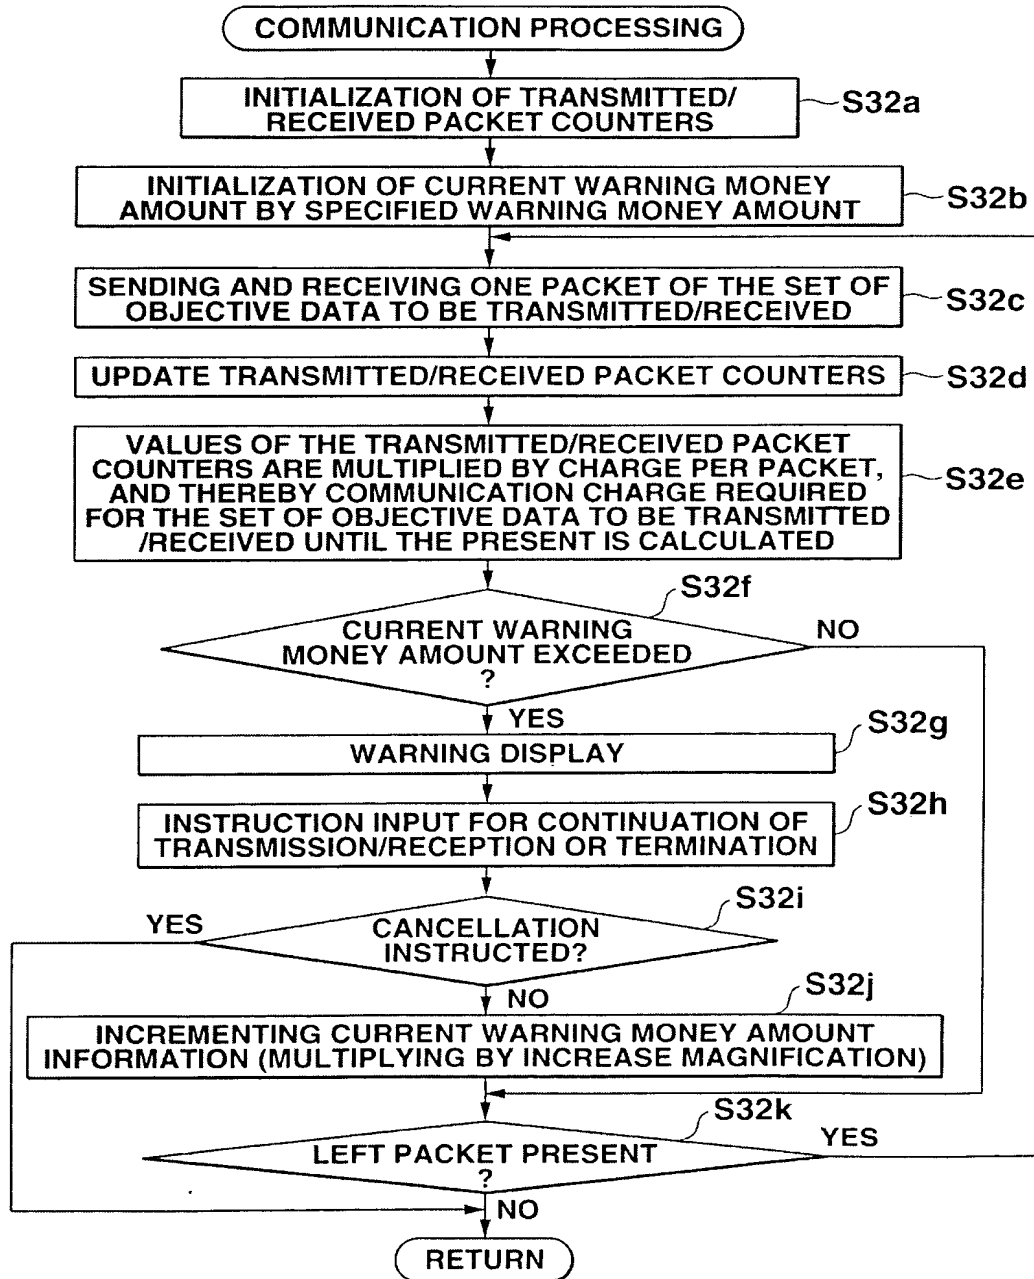 COMMUNICATION PROCESSING
INITIALIZATION OF TRANSMITTED/
RECEIVED PACKET COUNTERS
S32a
INITIALIZATION OF CURRENT WARNING MONEY
AMOUNT BY SPECIFIED WARNING MONEY AMOUNT
S32b
SENDING AND RECEIVING ONE PACKET OF THE SET OF
OBJECTIVE DATA TO BE TRANSMITTED/RECEIVED
S32c
UPDATE TRANSMITTED/RECEIVED PACKET COUNTERS
S32d
VALUES OF THE TRANSMITTED/RECEIVED PACKET
COUNTERS ARE MULTIPLIED BY CHARGE PER PACKET,
AND THEREBY COMMUNICATION CHARGE REQUIRED
FOR THE SET OF OBJECTIVE DATA TO BE TRANSMITTED
/RECEIVED UNTIL THE PRESENT IS CALCULATED
S32e
S32f
CURRENT WARNING
MONEY AMOUNT EXCEEDED
?
NO
YES
S32g
WARNING DISPLAY
S32h
INSTRUCTION INPUT FOR CONTINUATION OF
TRANSMISSION/RECEPTION OR TERMINATION
S32i
YES
CANCELLATION
INSTRUCTED?
NO
S32j
INCREMENTING CURRENT WARNING MONEY AMOUNT
INFORMATION (MULTIPLYING BY INCREASE MAGNIFICATION)
S32k
LEFT PACKET PRESENT
?
YES
NO
RETURN